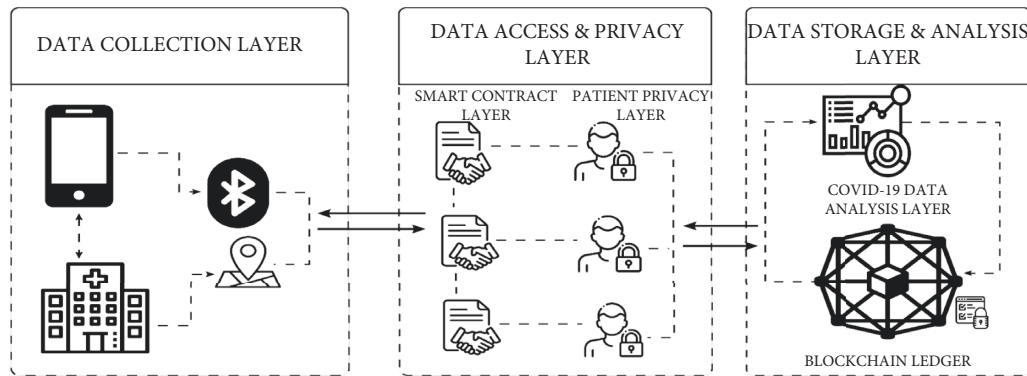 DATA COLLECTION LAYER
DATA ACCESS & PRIVACY
LAYER
SMART CONTRACT
LAYER
PATIENT PRIVACY
LAYER
DATA STORAGE & ANALYSIS
LAYER
COVID-19 DATA
ANALYSIS LAYER
BLOCKCHAIN LEDGER